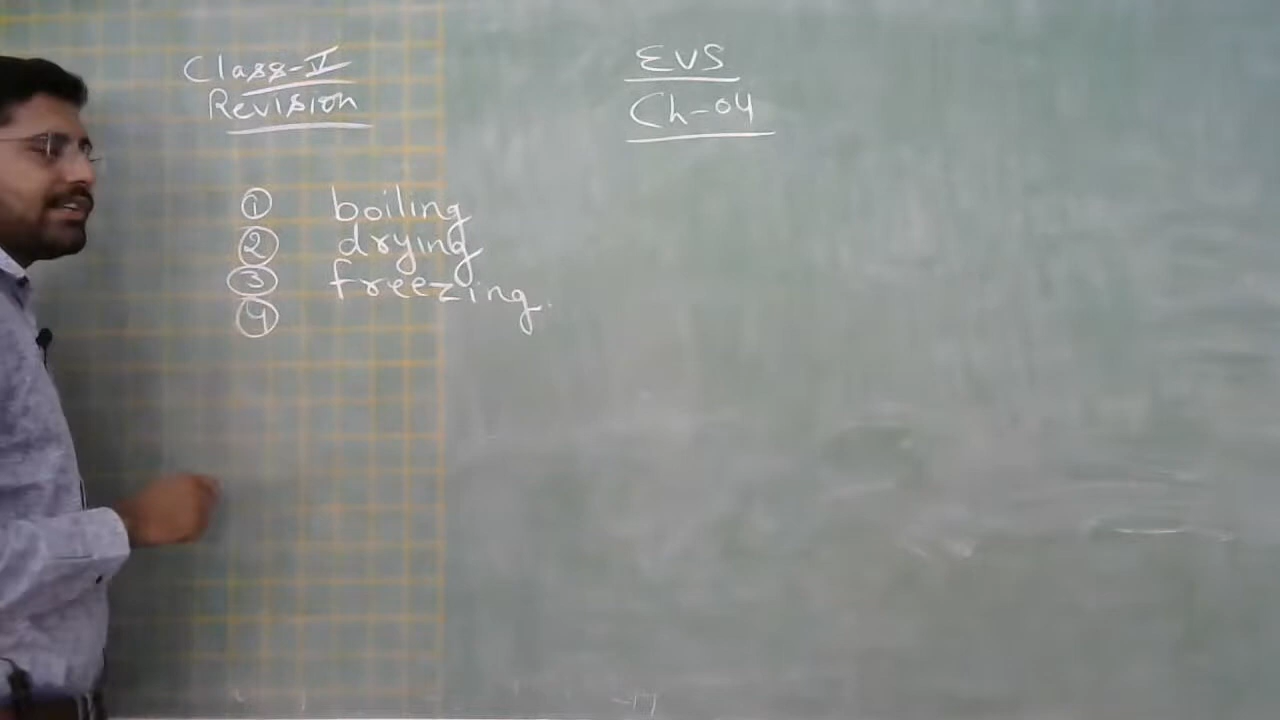 Class-V
Revision
EVS
Ch-04
① boiling
② drying
③ freezing.
④